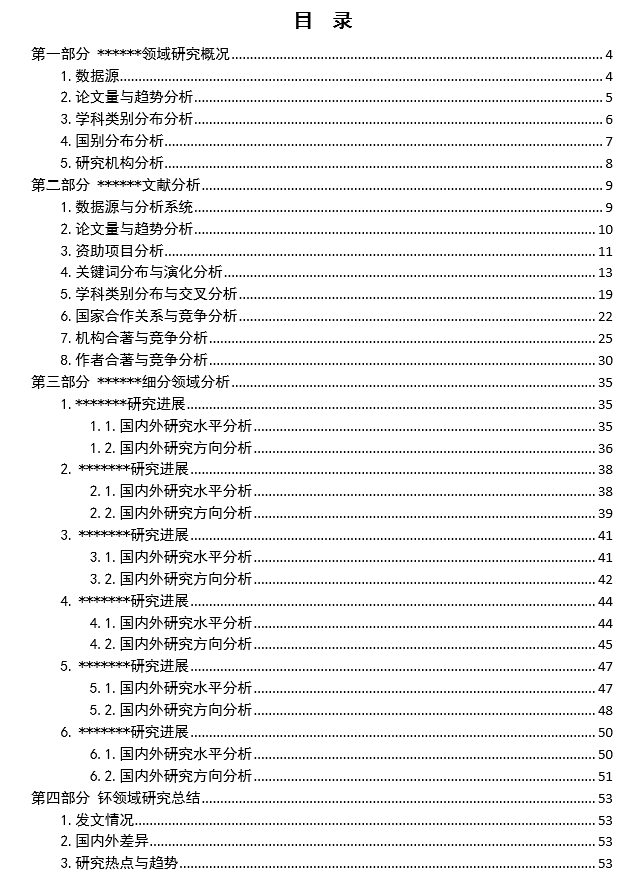 目 录
第一部分 ******领域研究概况 4
1. 数据源 4
2. 论文量与趋势分析 5
3. 学科类别分布分析 6
4. 国别分布分析 7
5. 研究机构分析 8
第二部分 ******文献分析 9
1. 数据源与分析系统 9
2. 论文量与趋势分析 10
3. 资助项目分析 11
4. 关键词分布与演化分析 13
5. 学科类别分布与交叉分析 19
6. 国家合作关系与竞争分析 22
7. 机构合著与竞争分析 25
8. 作者合著与竞争分析 30
第三部分 ******细分领域分析 35
1. *******研究进展 35
1.1. 国内外研究水平分析 35
1.2. 国内外研究方向分析 36
2. *******研究进展 38
2.1. 国内外研究水平分析 38
2.2. 国内外研究方向分析 39
3. *******研究进展 41
3.1. 国内外研究水平分析 41
3.2. 国内外研究方向分析 42
4. *******研究进展 44
4.1. 国内外研究水平分析 44
4.2. 国内外研究方向分析 45
5. *******研究进展 47
5.1. 国内外研究水平分析 47
5.2. 国内外研究方向分析 48
6. *******研究进展 50
6.1. 国内外研究水平分析 50
6.2. 国内外研究方向分析 51
第四部分 钚领域研究总结 53
1. 发文情况 53
2. 国内外差异 53
3. 研究热点与趋势 53